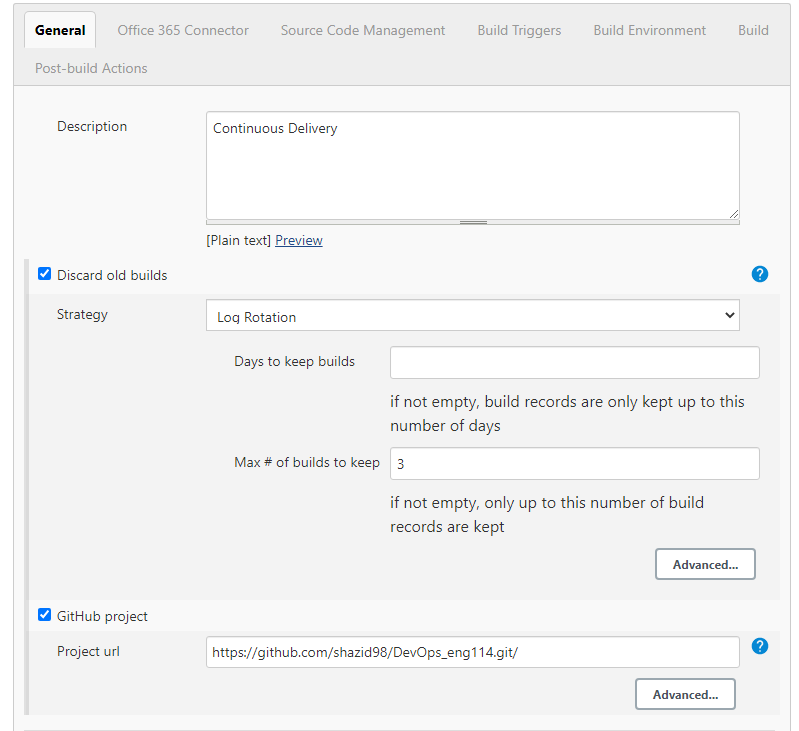 General Office 365 Connector Source Code Management Build Triggers Build Environment Build
Post-build Actions
Description
Continuous Delivery
[Plain text] Preview
Discard old builds
?
Strategy
Log Rotation
Days to keep builds
if not empty, build records are only kept up to this
number of days
Max # of builds to keep
3
if not empty, only up to this number of build
records are kept
Advanced...
GitHub project
Project url
https://github.com/shazid98/DevOps_eng114.git/
?
Advanced...